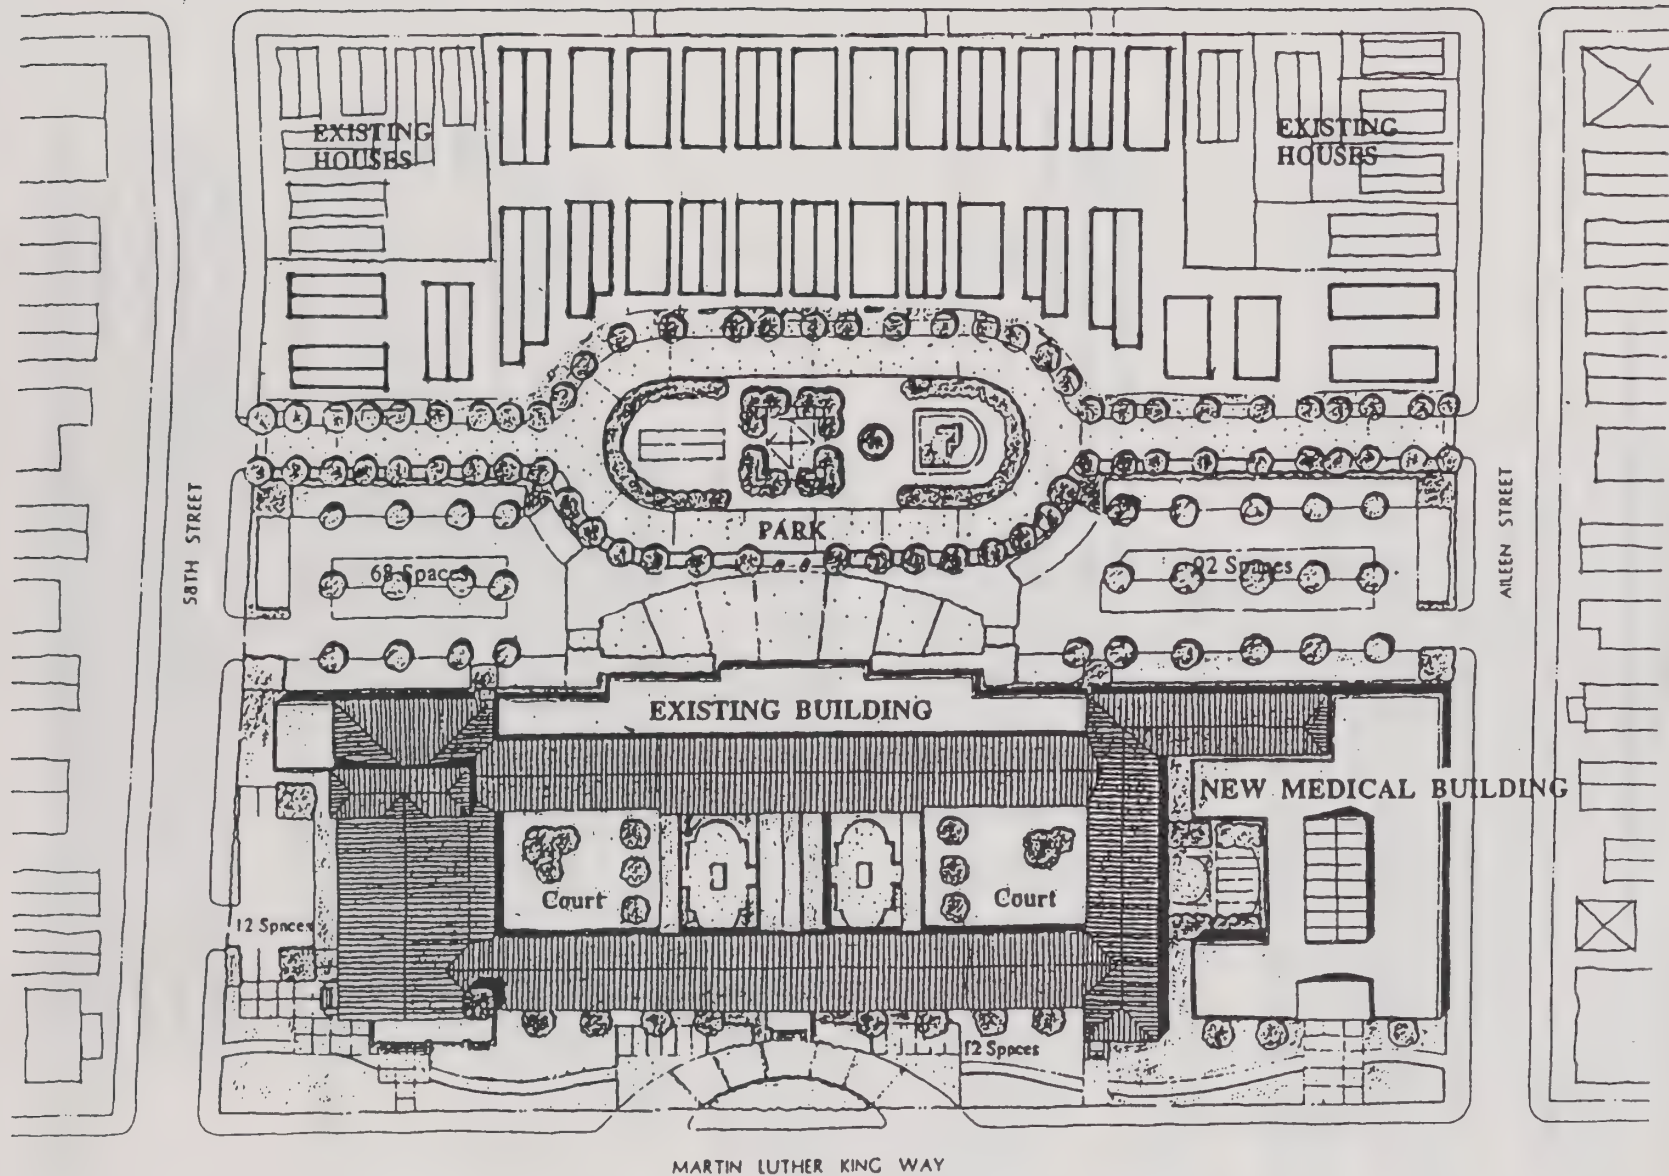 EXISTING
HOUSES
EXISTING
HOUSES
58TH STREET
AILEEN STREET
PARK
68 Spaces
92 Spaces
EXISTING BUILDING
NEW MEDICAL BUILDING
Court
Court
12 Spaces
12 Spaces
MARTIN LUTHER KING WAY